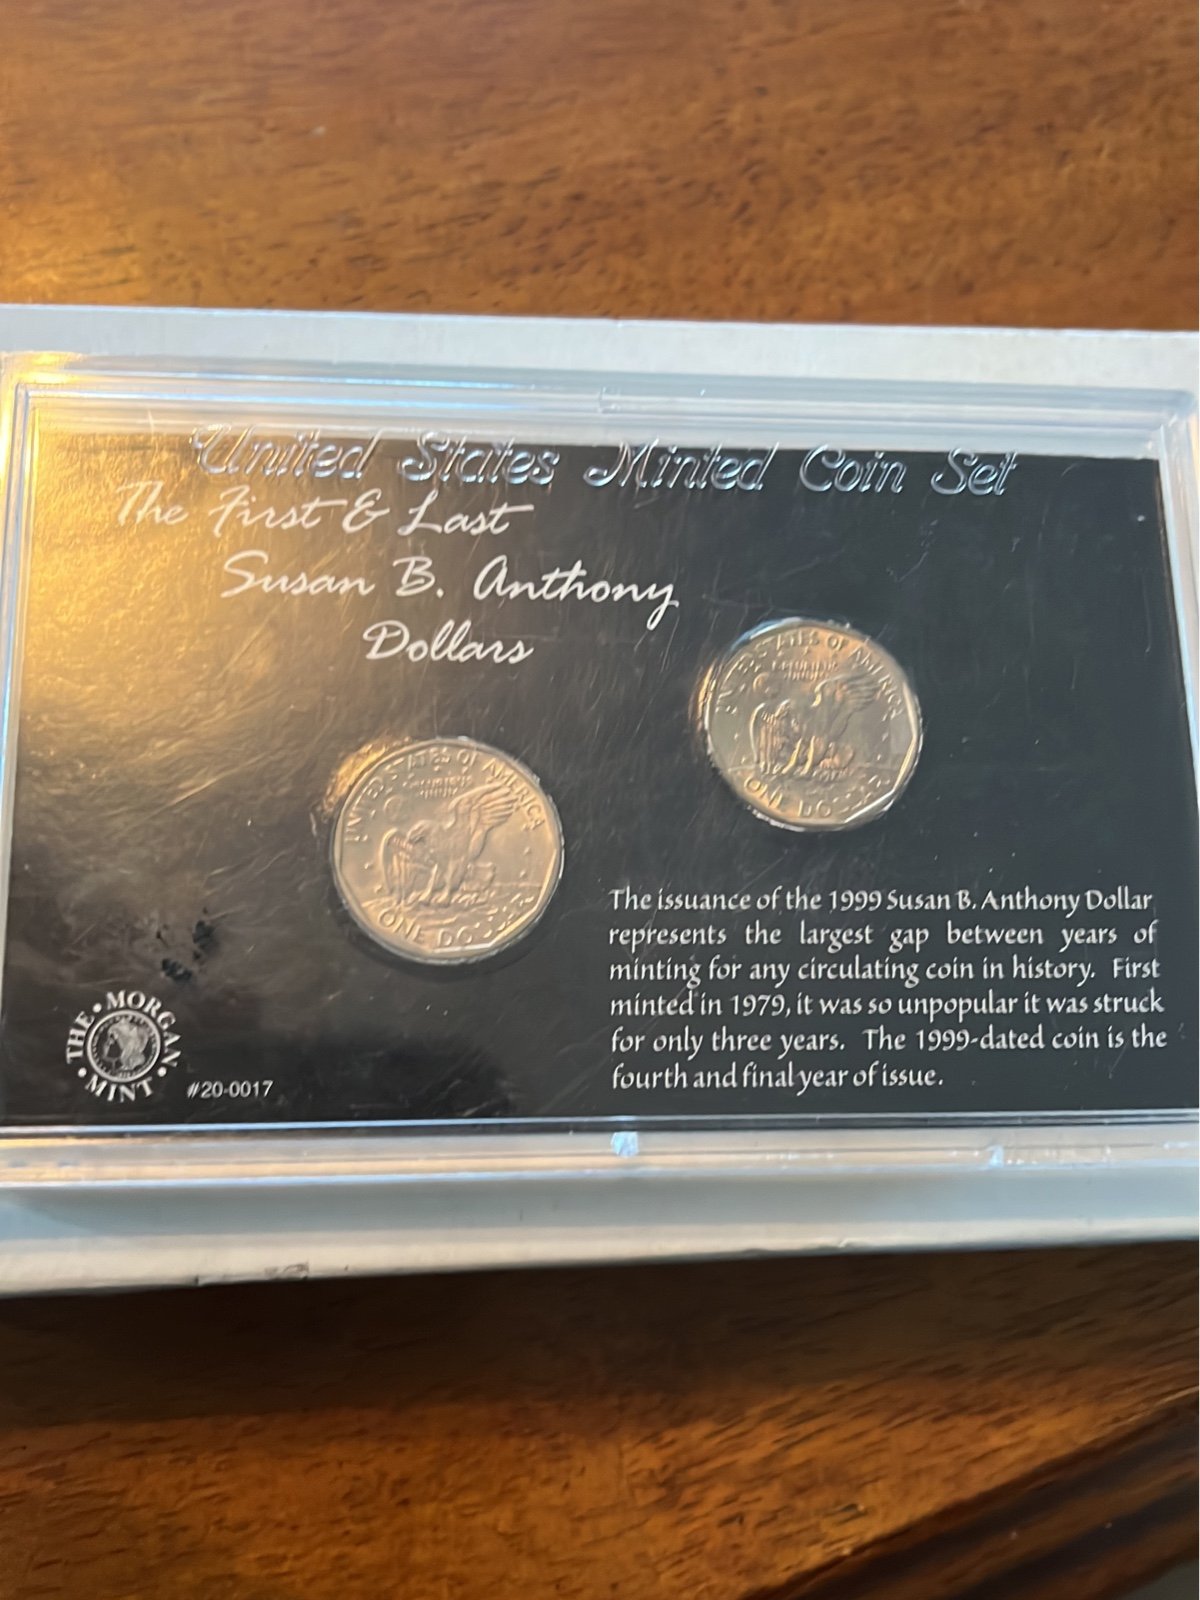 United States Minted Coin Set
The First & Last
Susan B. Anthony
Dollars
UNITED STATES OF AMERICA
E PLURIBUS
UNUM
ONE DOLLAR
UNITED STATES OF AMERICA
E PLURIBUS
UNUM
ONE DOLLAR
The issuance of the 1999 Susan B. Anthony Dollar
represents the largest gap between years of
minting for any circulating coin in history. First
minted in 1979, it was so unpopular it was struck
for only three years. The 1999-dated coin is the
fourth and final year of issue.
THE • MORGAN • MINT •
#20-0017